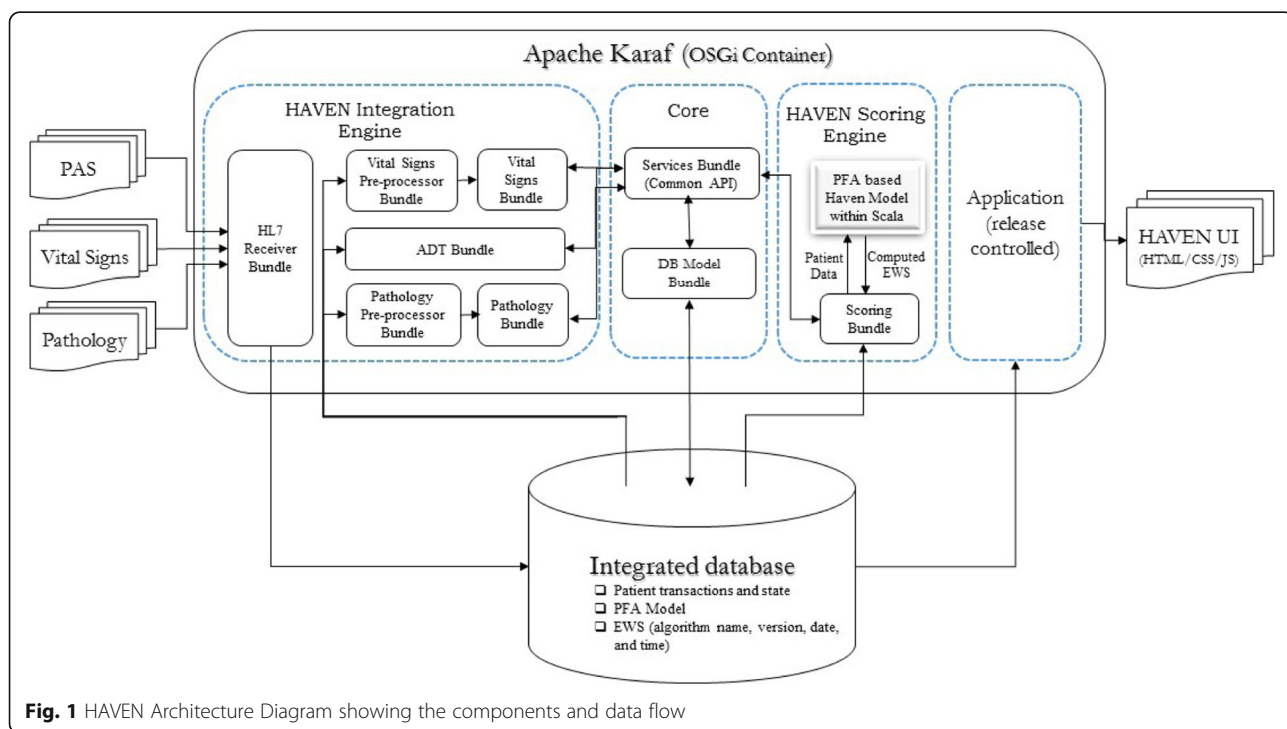 Apache Karaf (OSGi Container)
HAVEN Integration
Engine
Core
HAVEN Scoring
Engine
PAS
Vital Signs
Pathology
HL7
Receiver
Bundle
Vital Signs
Pre-processor
Bundle
Vital
Signs
Bundle
ADT Bundle
Pathology
Pre-processor
Bundle
Pathology
Bundle
Services Bundle
(Common API)
DB Model
Bundle
PFA based
Haven Model
within Scala
Patient
Data
Computed
EWS
Scoring
Bundle
Application
(release
controlled)
HAVEN UI
(HTML/CSS/JS)
Integrated database
❑ Patient transactions and state
❑ PFA Model
❑ EWS (algorithm name, version, date,
and time)
Fig. 1 HAVEN Architecture Diagram showing the components and data flow